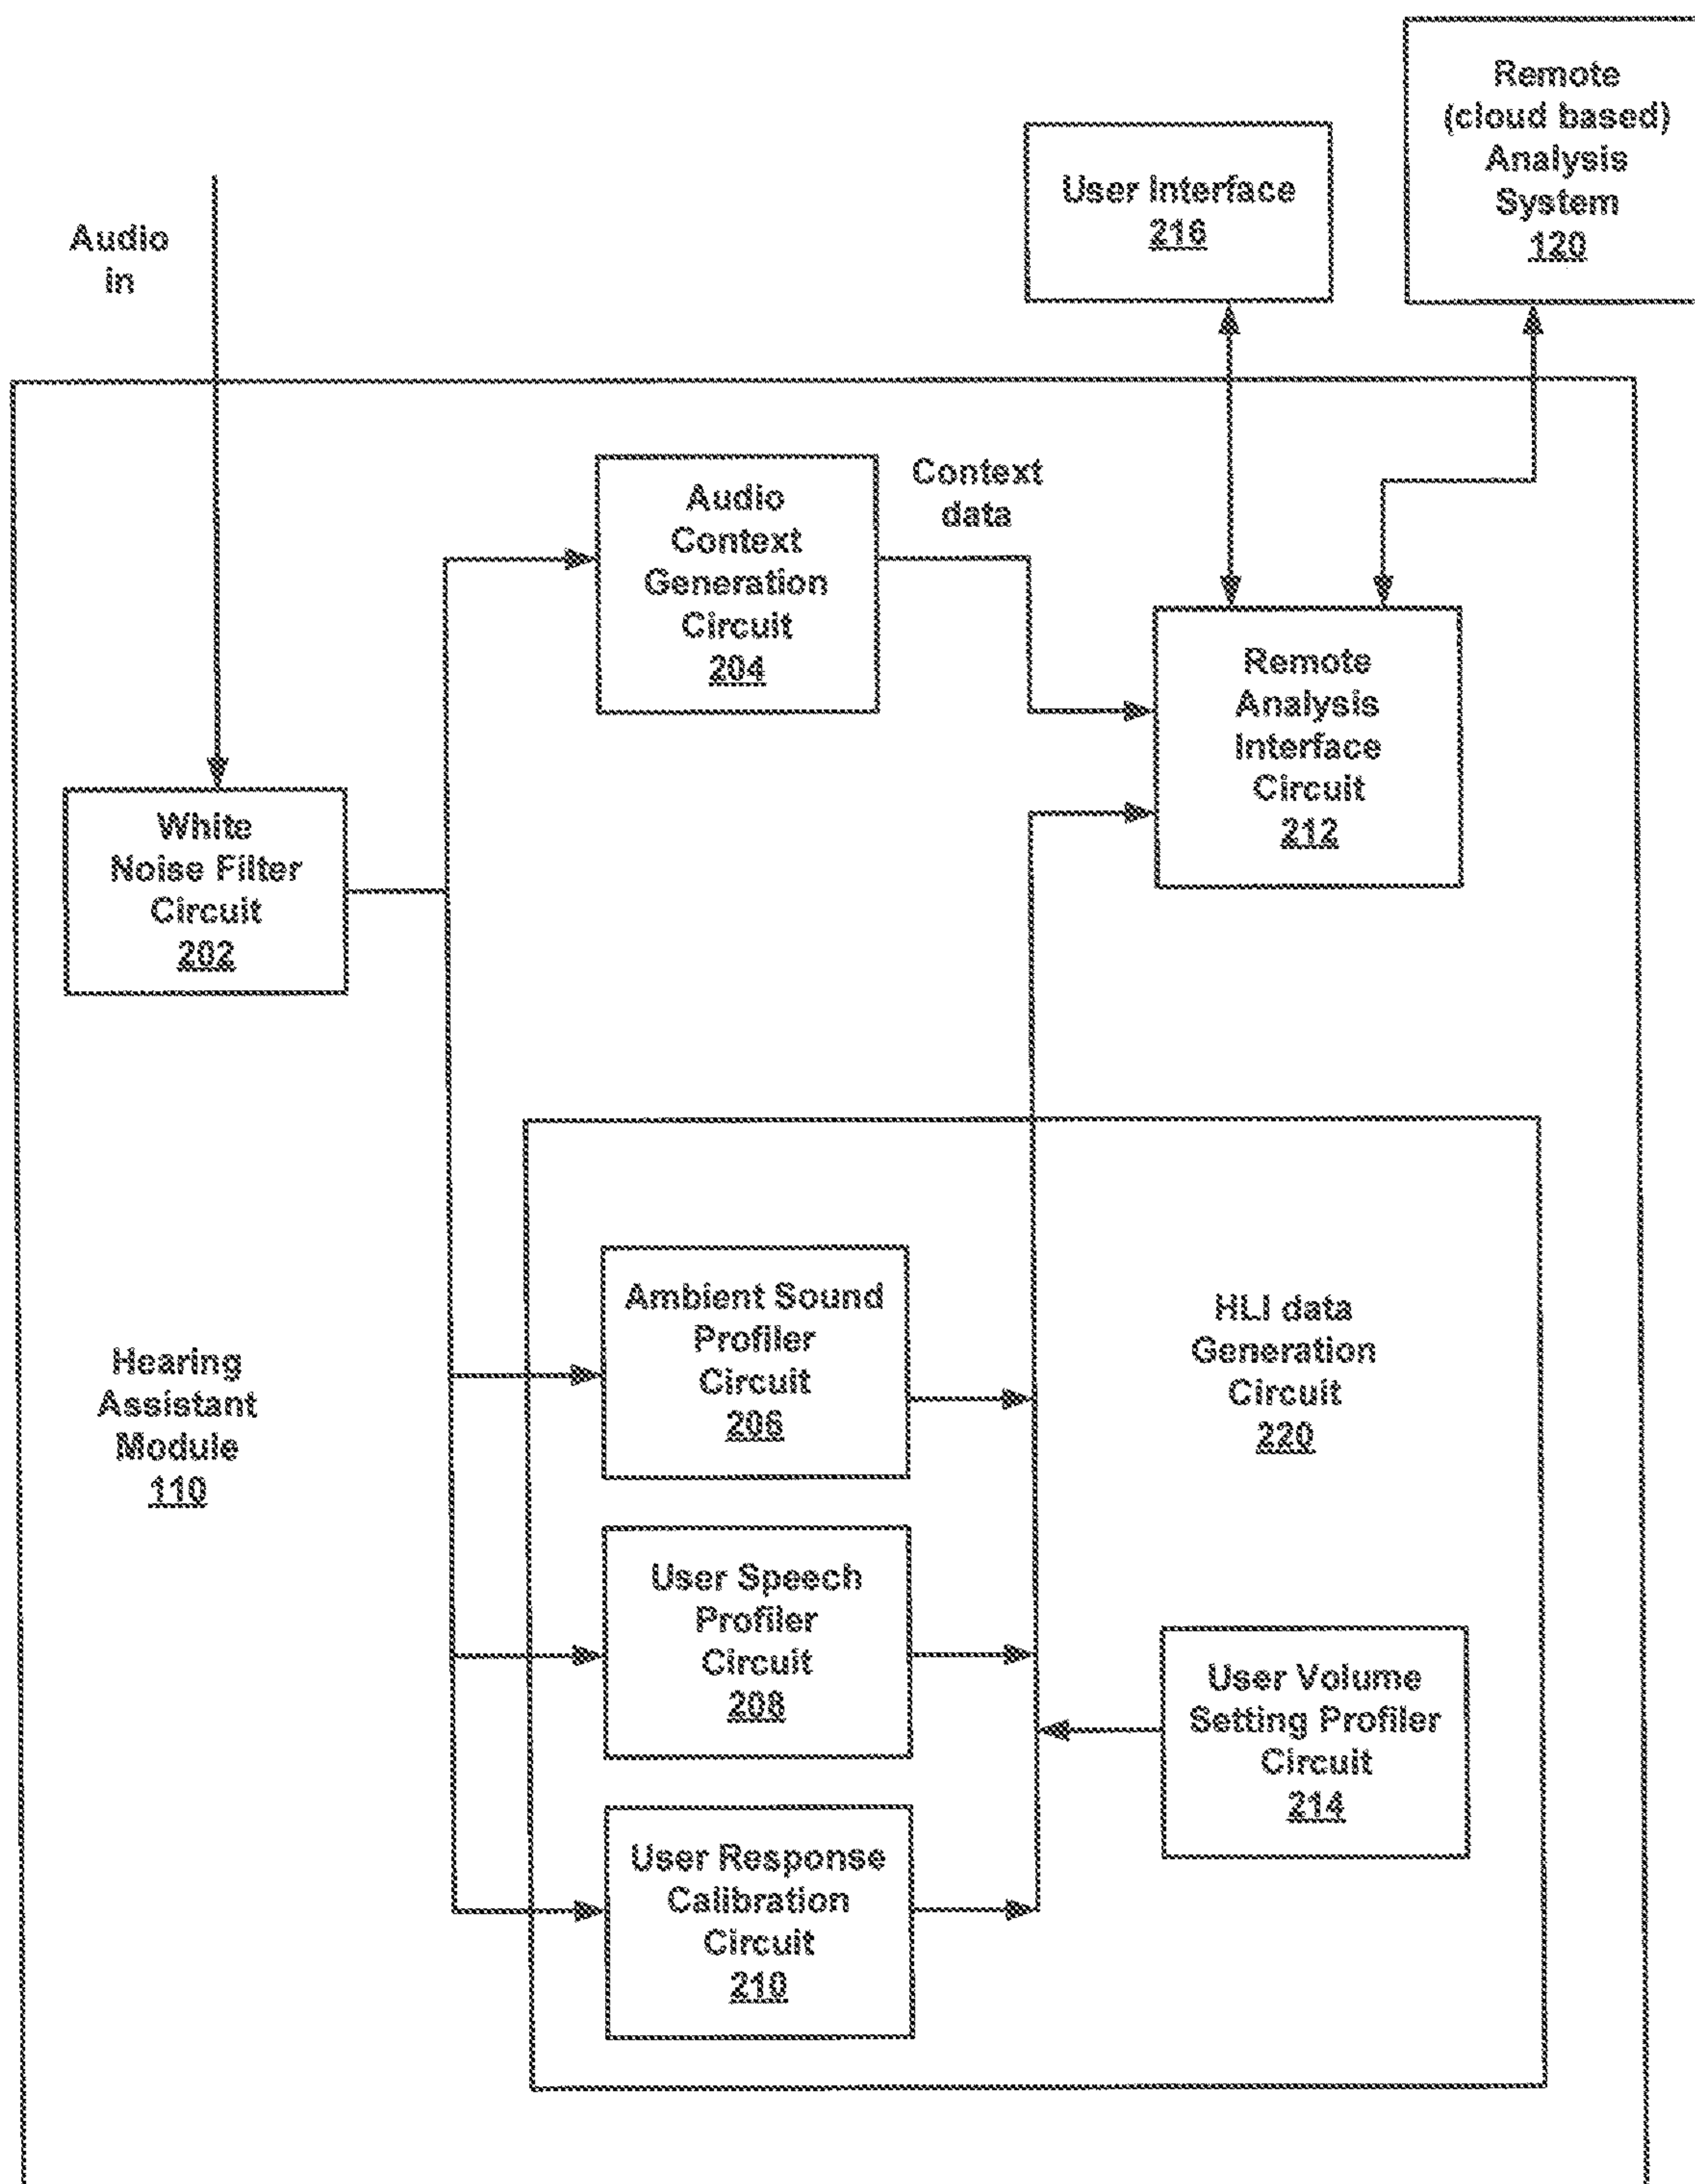 Remote
(cloud based)
Analysis
System
120
User Interface
216
Audio
in
Audio
Context
Generation
Circuit
204
Context
data
Remote
Analysis
Interface
Circuit
212
White
Noise Filter
Circuit
202
Hearing
Assistant
Module
110
Ambient Sound
Profiler
Circuit
206
HLI data
Generation
Circuit
220
User Speech
Profiler
Circuit
208
User Volume
Setting Profiler
Circuit
214
User Response
Calibration
Circuit
210